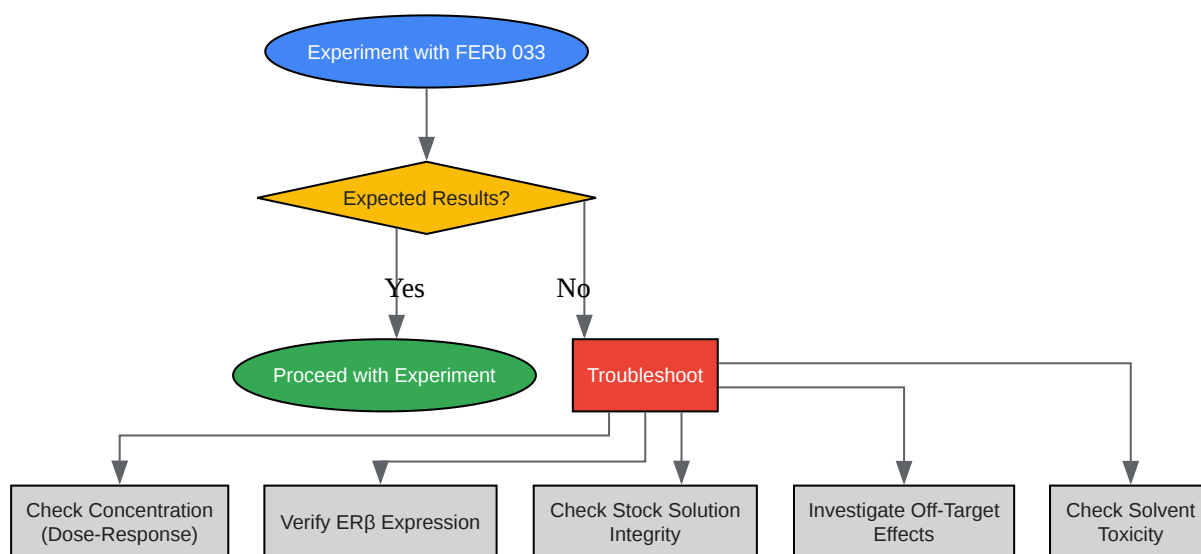 Experiment with FERb 033
Expected Results?
Yes
No
Proceed with Experiment
Troubleshoot
Check Concentration
(Dose-Response)
Verify ERβ Expression
Check Stock Solution
Integrity
Investigate Off-Target
Effects
Check Solvent
Toxicity